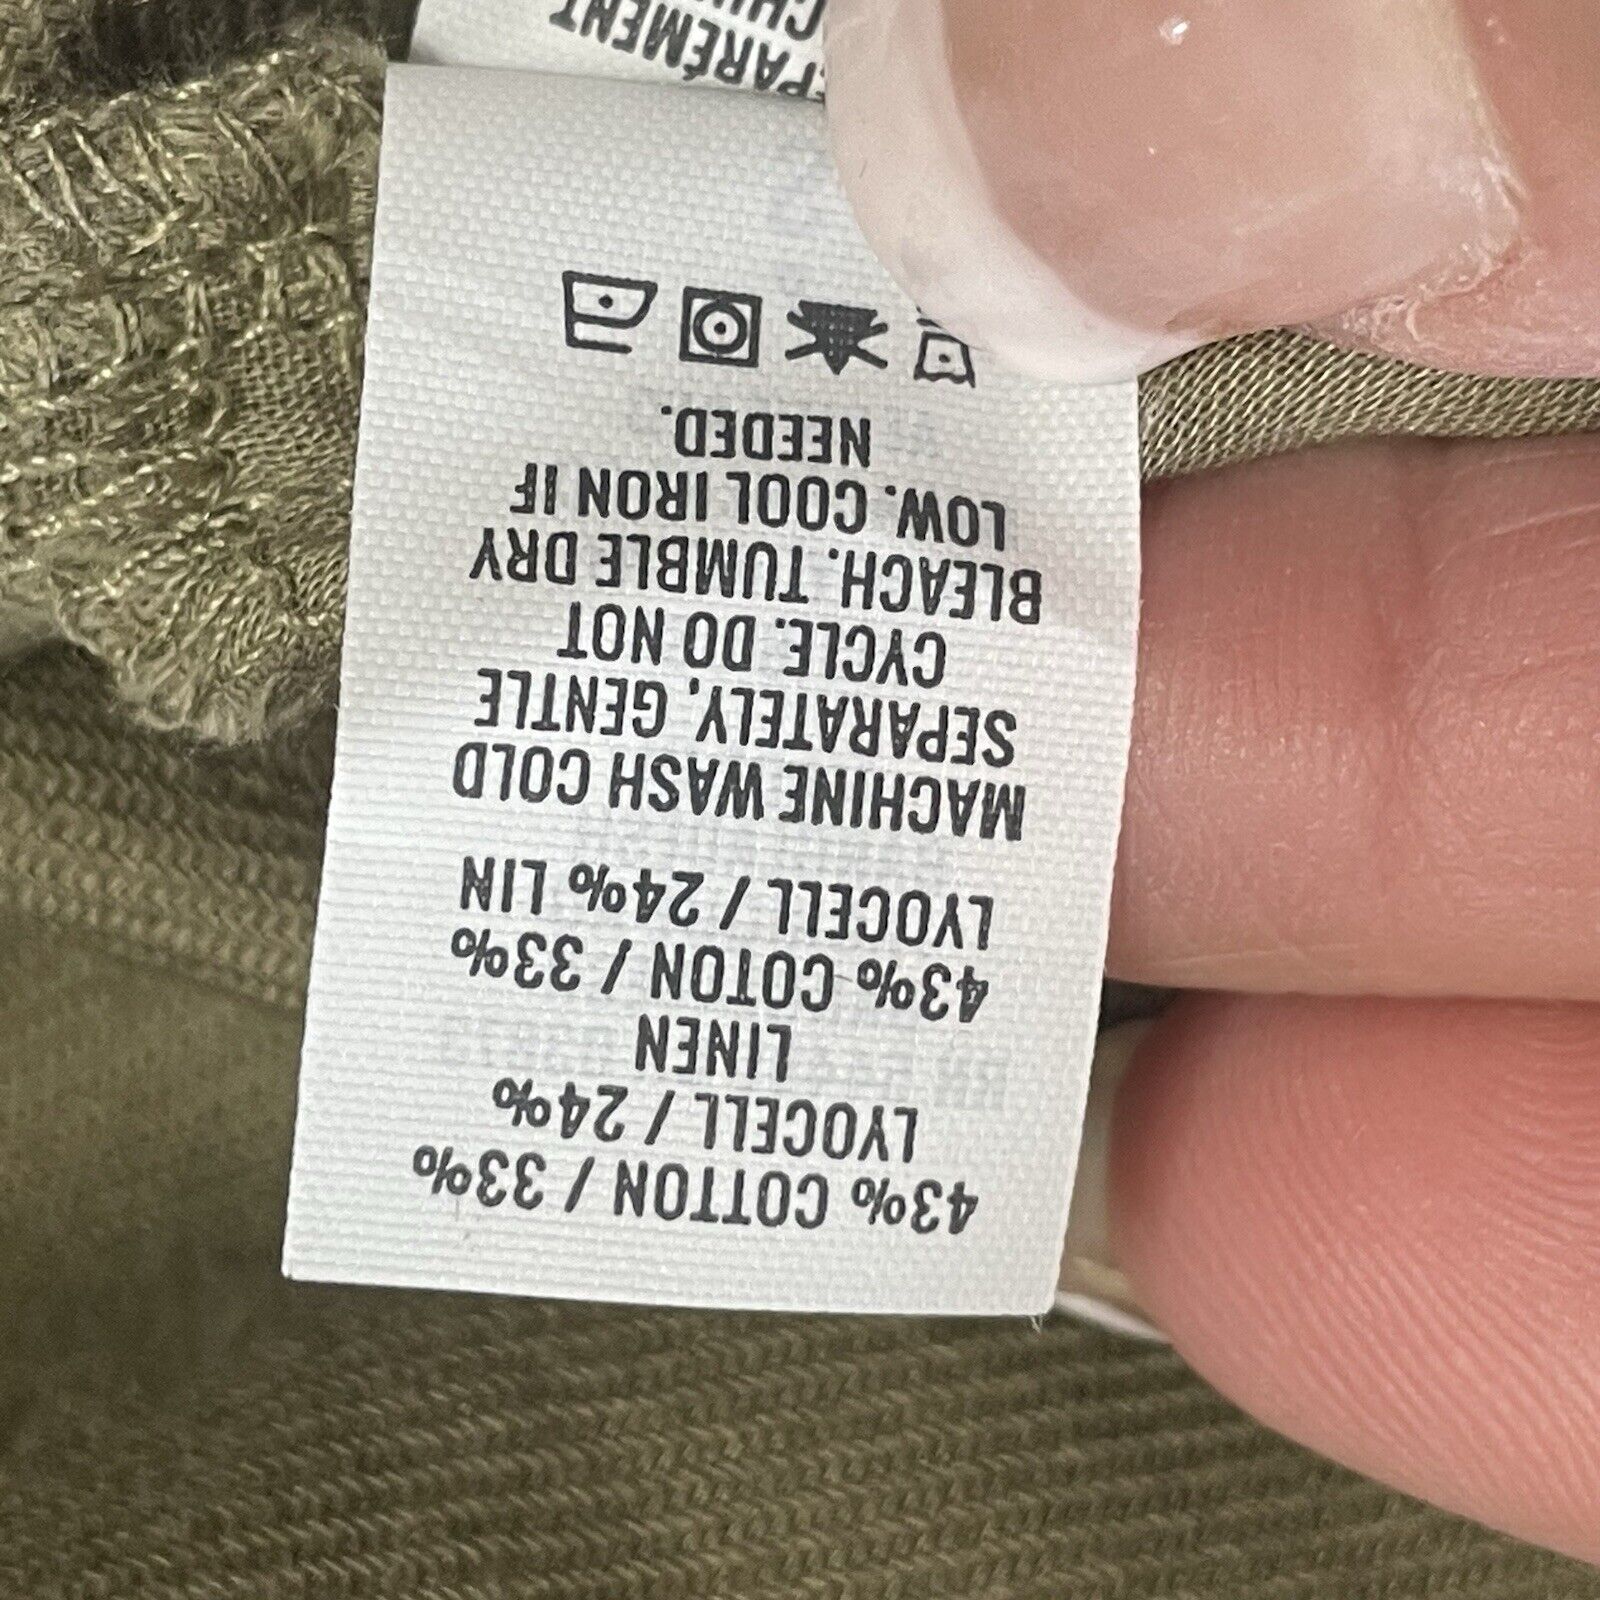 43% COTTON / 33%
LYOCELL / 24%
LINEN
43% COTON / 33%
LYOCELL / 24% LIN
MACHINE WASH COLD
SEPARATELY, GENTLE
CYCLE. DO NOT
BLEACH. TUMBLE DRY
LOW. COOL IRON IF
NEEDED.